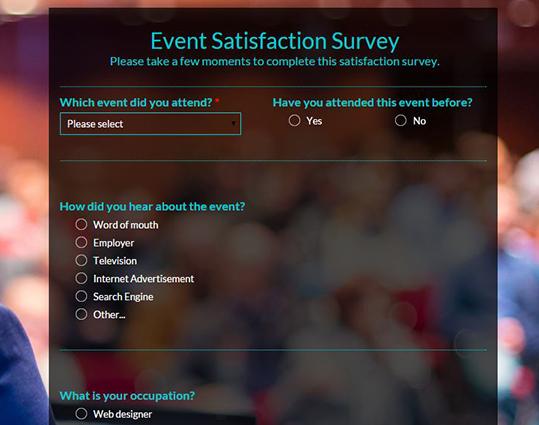 Event Satisfaction Survey
Please take a few moments to complete this satisfaction survey.
Which event did you attend? *
Please select
Have you attended this event before?
Yes
No
How did you hear about the event?
Word of mouth
Employer
Television
Internet Advertisement
Search Engine
Other...
What is your occupation?
Web designer